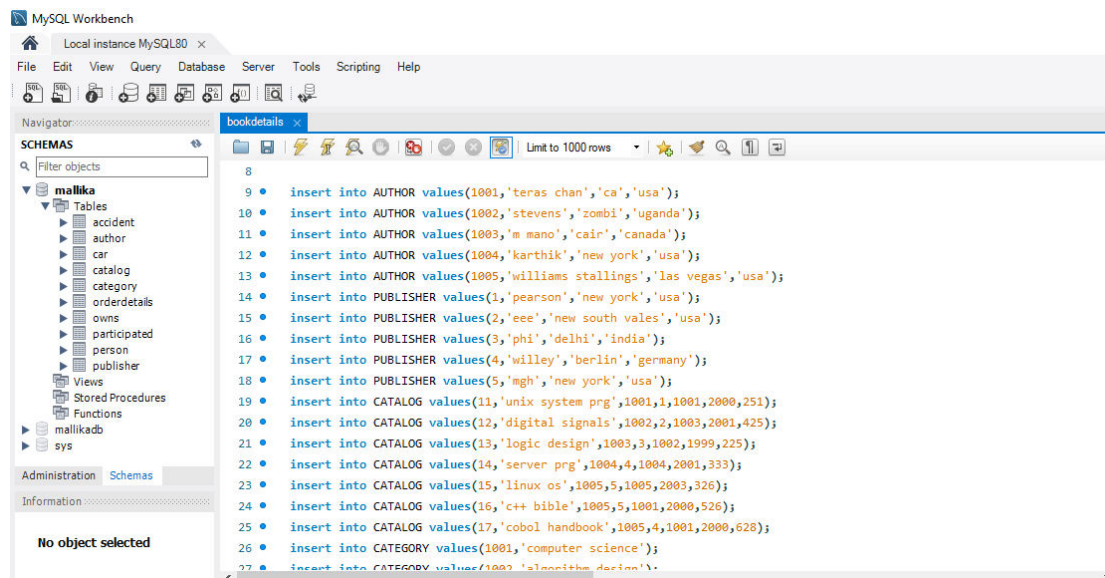 MySQL Workbench
Local instance MySQL80
File Edit View Query Database Server Tools Scripting Help
Navigator
SCHEMAS
Filter objects
mallika
Tables
accident
author
car
catalog
category
orderdetails
owns
participated
person
publisher
Views
Stored Procedures
Functions
mallikadb
sys
Administration Schemas
Information
No object selected
bookdetails
Limit to 1000 rows
8
9 insert into AUTHOR values(1001,'teras chan','ca','usa');
10 insert into AUTHOR values(1002,'stevens','zombi','uganda');
11 insert into AUTHOR values(1003,'m mano','cair','canada');
12 insert into AUTHOR values(1004,'karthik','new york','usa');
13 insert into AUTHOR values(1005,'williams stallings','las vegas','usa');
14 insert into PUBLISHER values(1,'pearson','new york','usa');
15 insert into PUBLISHER values(2,'eee','new south vales','usa');
16 insert into PUBLISHER values(3,'phi','delhi','india');
17 insert into PUBLISHER values(4,'willey','berlin','germany');
18 insert into PUBLISHER values(5,'mgh','new york','usa');
19 insert into CATALOG values(11,'unix system prg',1001,1,1001,2000,251);
20 insert into CATALOG values(12,'digital signals',1002,2,1003,2001,425);
21 insert into CATALOG values(13,'logic design',1003,3,1002,1999,225);
22 insert into CATALOG values(14,'server prg',1004,4,1004,2001,333);
23 insert into CATALOG values(15,'linux os',1005,5,1005,2003,326);
24 insert into CATALOG values(16,'c++ bible',1005,5,1001,2000,526);
25 insert into CATALOG values(17,'cobol handbook',1005,4,1001,2000,628);
26 insert into CATEGORY values(1001,'computer science');
27 insert into CATEGORY values(1002,'algorithm design');